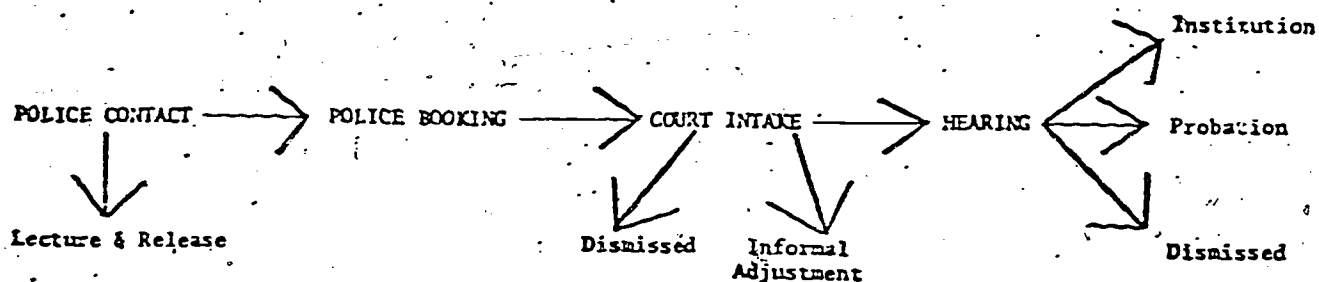 Institution
POLICE CONTACT POLICE BOOKING COURT INTAKE HEARING Probation
Lecture & Release Dismissed Informal Adjustment Dismissed